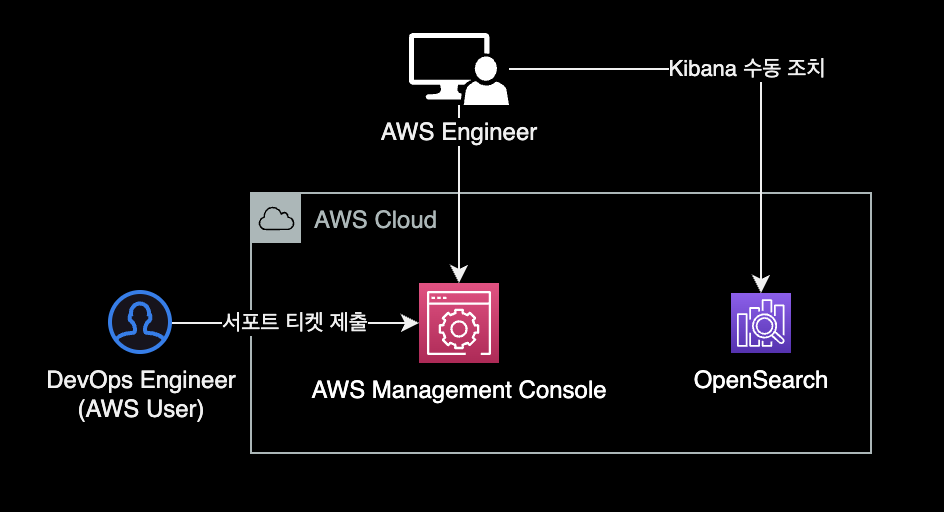 Kibana 수동 조치
AWS Engineer
AWS Cloud
서포트 티켓 제출
DevOps Engineer
(AWS User)
AWS Management Console
OpenSearch